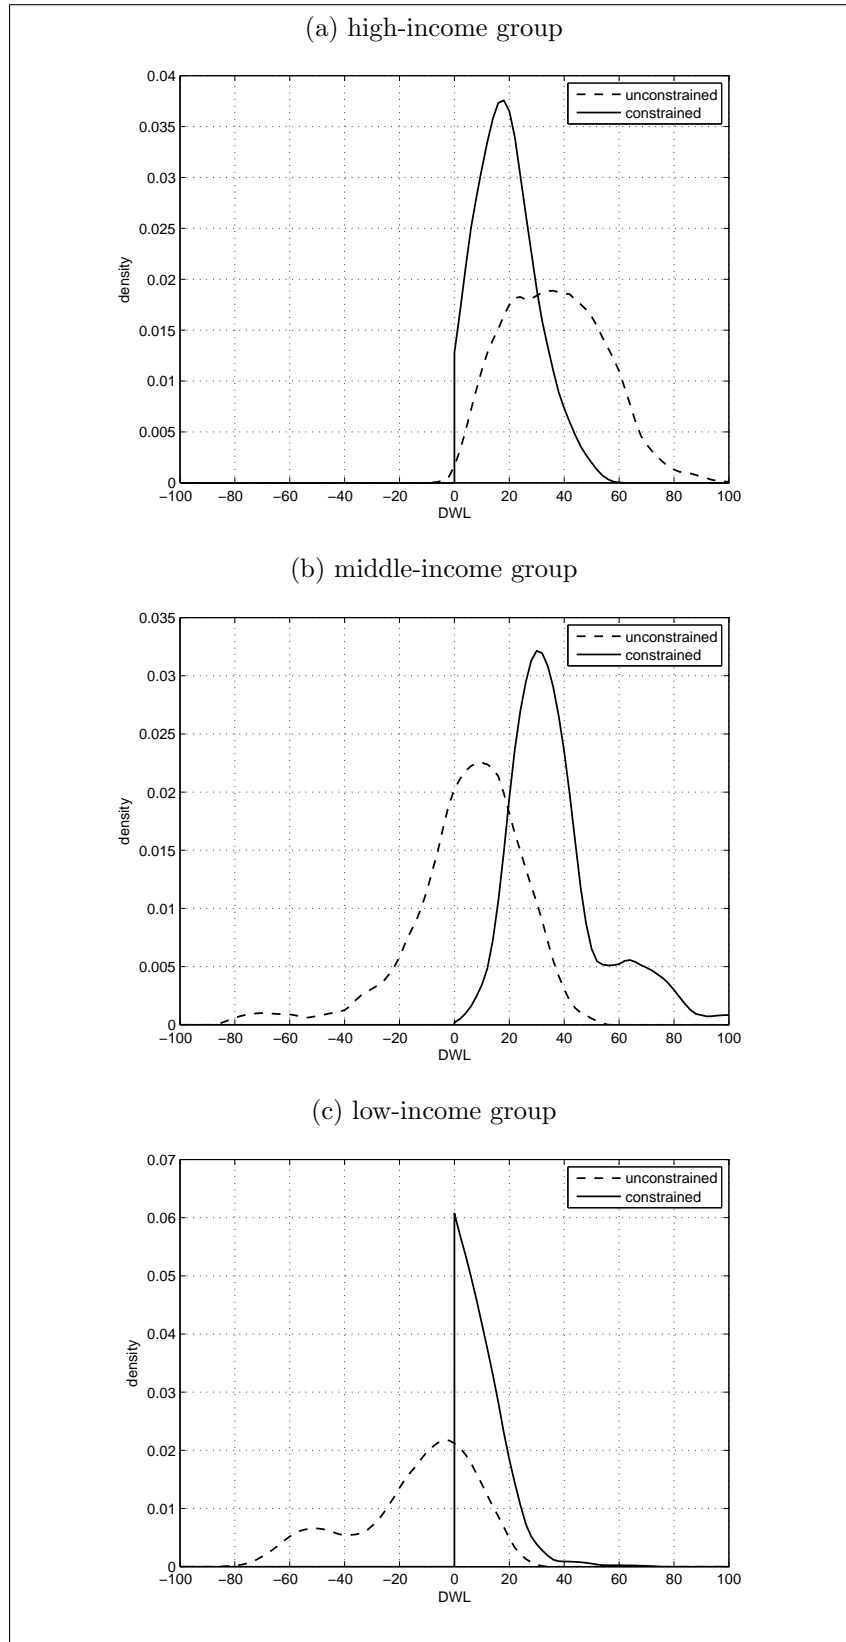 (a) high-income group
0.04
0.035
0.03
0.025
0.02
0.015
0.01
0.005
0
density
unconstrained
constrained
−100 −80 −60 −40 −20 0 20 40 60 80 100
DWL
(b) middle-income group
0.035
0.03
0.025
0.02
0.015
0.01
0.005
0
density
unconstrained
constrained
−100 −80 −60 −40 −20 0 20 40 60 80 100
DWL
(c) low-income group
0.07
0.06
0.05
0.04
0.03
0.02
0.01
0
density
unconstrained
constrained
−100 −80 −60 −40 −20 0 20 40 60 80 100
DWL